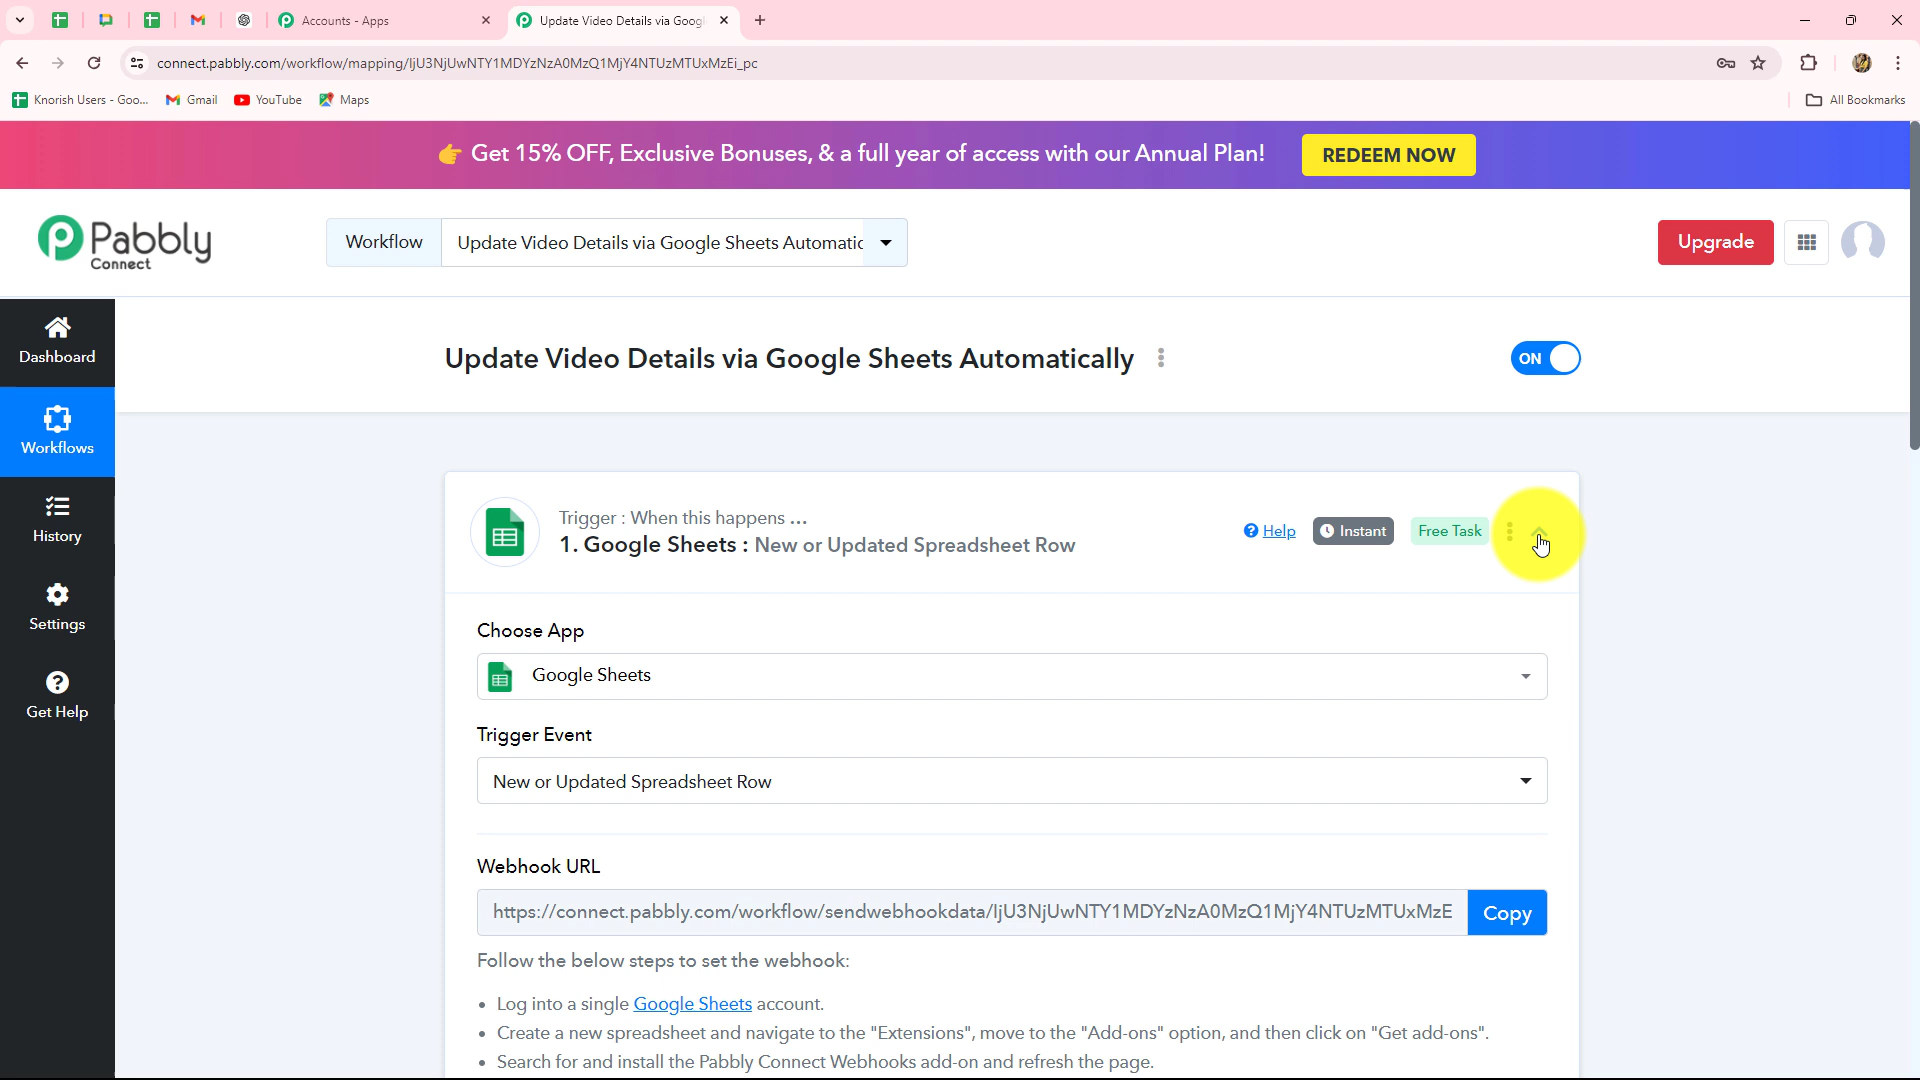 Accounts - Apps
Update Video Details via Googl
connect.pabbly.com/workflow/mapping/IjU3NjUwNTY1MDYzNzA0MzQ1MjY4NTUzMTUxMzEi_pc
Knorish Users - Goo...
Gmail
YouTube
Maps
All Bookmarks
👉 Get 15% OFF, Exclusive Bonuses, & a full year of access with our Annual Plan!
REDEEM NOW
Pabbly
Connect
Workflow
Update Video Details via Google Sheets Automatic
Upgrade
Dashboard
Workflows
History
Settings
Get Help
Update Video Details via Google Sheets Automatically
ON
Trigger : When this happens ...
1. Google Sheets : New or Updated Spreadsheet Row
Help
Instant
Free Task
Choose App
Google Sheets
Trigger Event
New or Updated Spreadsheet Row
Webhook URL
https://connect.pabbly.com/workflow/sendwebhookdata/IjU3NjUwNTY1MDYzNzA0MzQ1MjY4NTUzMTUxMzE
Copy
Follow the below steps to set the webhook:
• Log into a single Google Sheets account.
• Create a new spreadsheet and navigate to the "Extensions", move to the "Add-ons" option, and then click on "Get add-ons".
• Search for and install the Pabbly Connect Webhooks add-on and refresh the page.